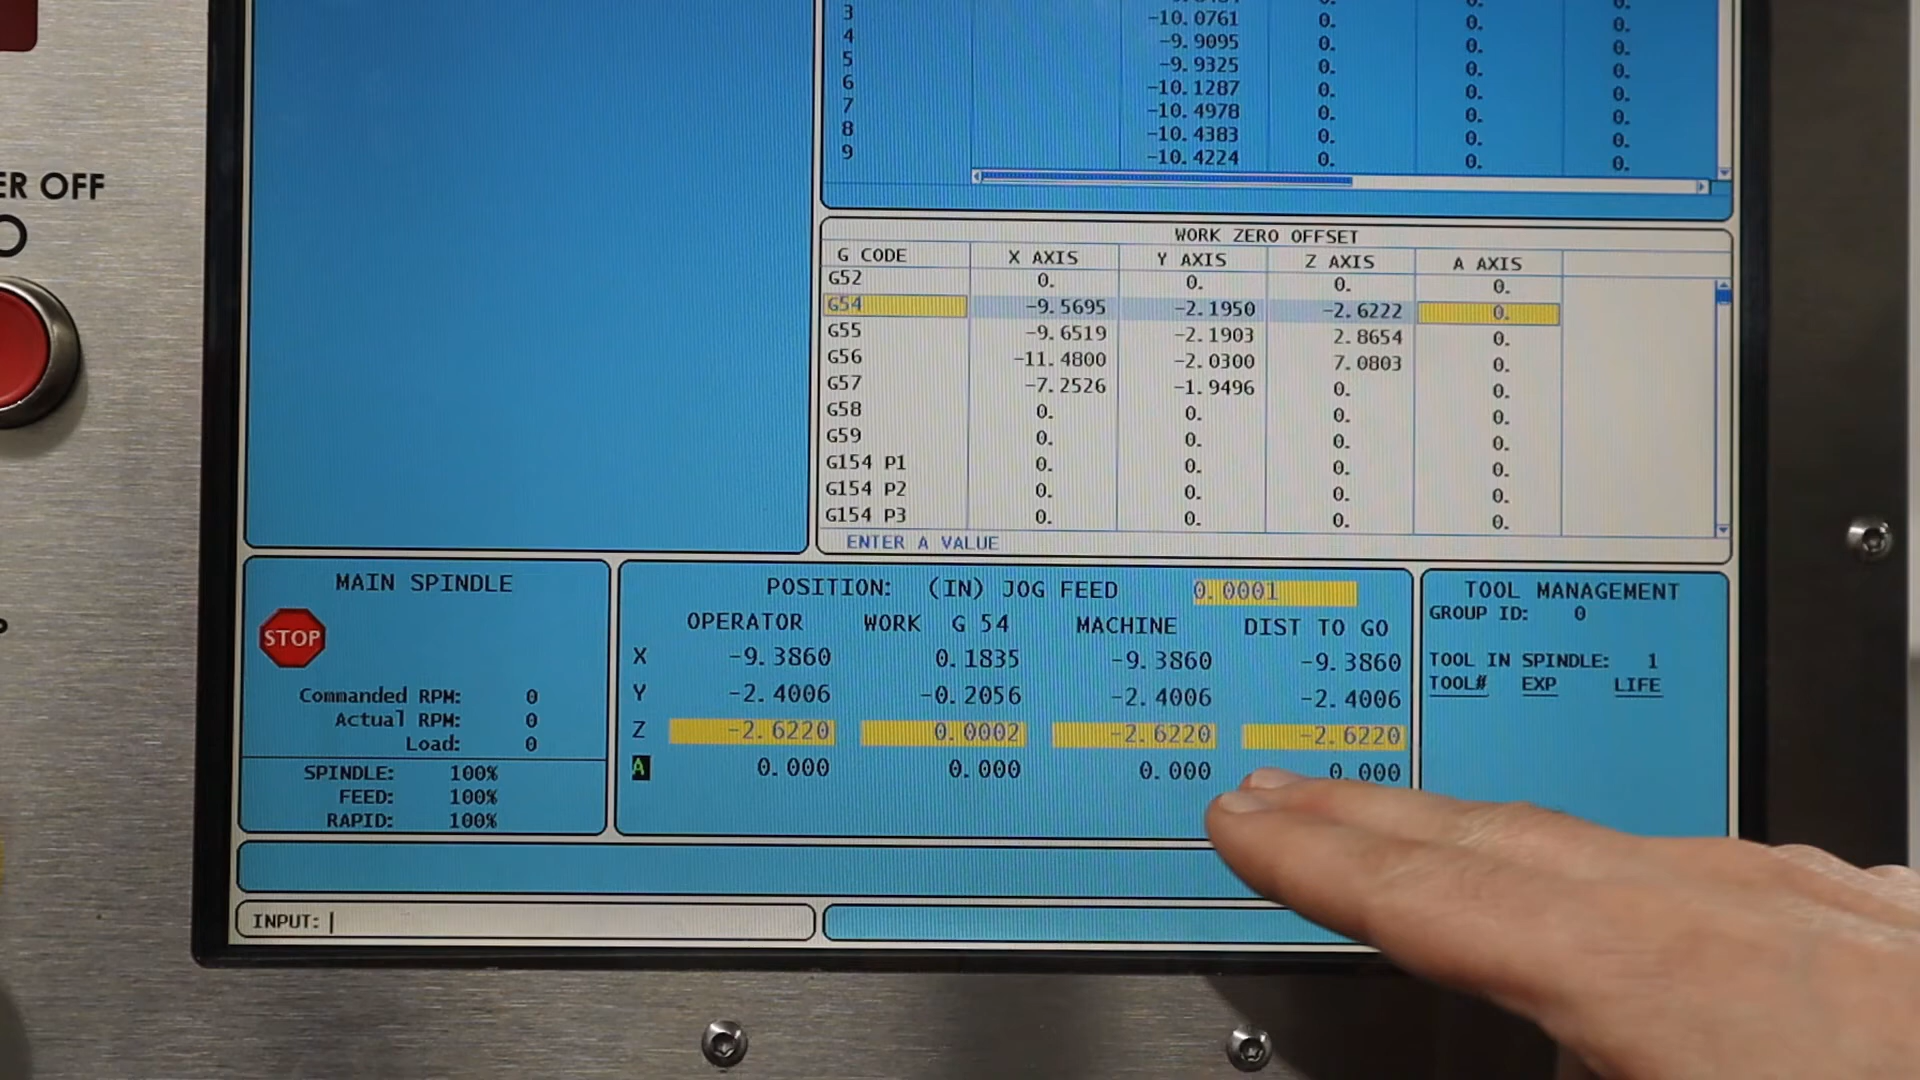 ER OFF
3 -10.0761 0. 0. 0.
4 -9.9095 0. 0. 0.
5 -9.9325 0. 0. 0.
6 -10.1287 0. 0. 0.
7 -10.4978 0. 0. 0.
8 -10.4383 0. 0. 0.
9 -10.4224 0. 0. 0.
WORK ZERO OFFSET
G CODE X AXIS Y AXIS Z AXIS A AXIS
G52 0. 0. 0. 0.
G54 -9.5695 -2.1950 -2.6222 0.
G55 -9.6519 -2.1903 2.8654 0.
G56 -11.4800 -2.0300 7.0803 0.
G57 -7.2526 -1.9496 0. 0.
G58 0. 0. 0. 0.
G59 0. 0. 0. 0.
G154 P1 0. 0. 0. 0.
G154 P2 0. 0. 0. 0.
G154 P3 0. 0. 0. 0.
ENTER A VALUE
MAIN SPINDLE
STOP
Commanded RPM: 0
Actual RPM: 0
Load: 0
SPINDLE: 100%
FEED: 100%
RAPID: 100%
POSITION: (IN) JOG FEED 0.0001
OPERATOR WORK G 54 MACHINE DIST TO GO
X -9.3860 0.1835 -9.3860 -9.3860
Y -2.4006 -0.2056 -2.4006 -2.4006
Z -2.6220 0.0002 -2.6220 -2.6220
A 0.000 0.000 0.000 0.000
TOOL MANAGEMENT
GROUP ID: 0
TOOL IN SPINDLE: 1
TOOL# EXP LIFE
INPUT: